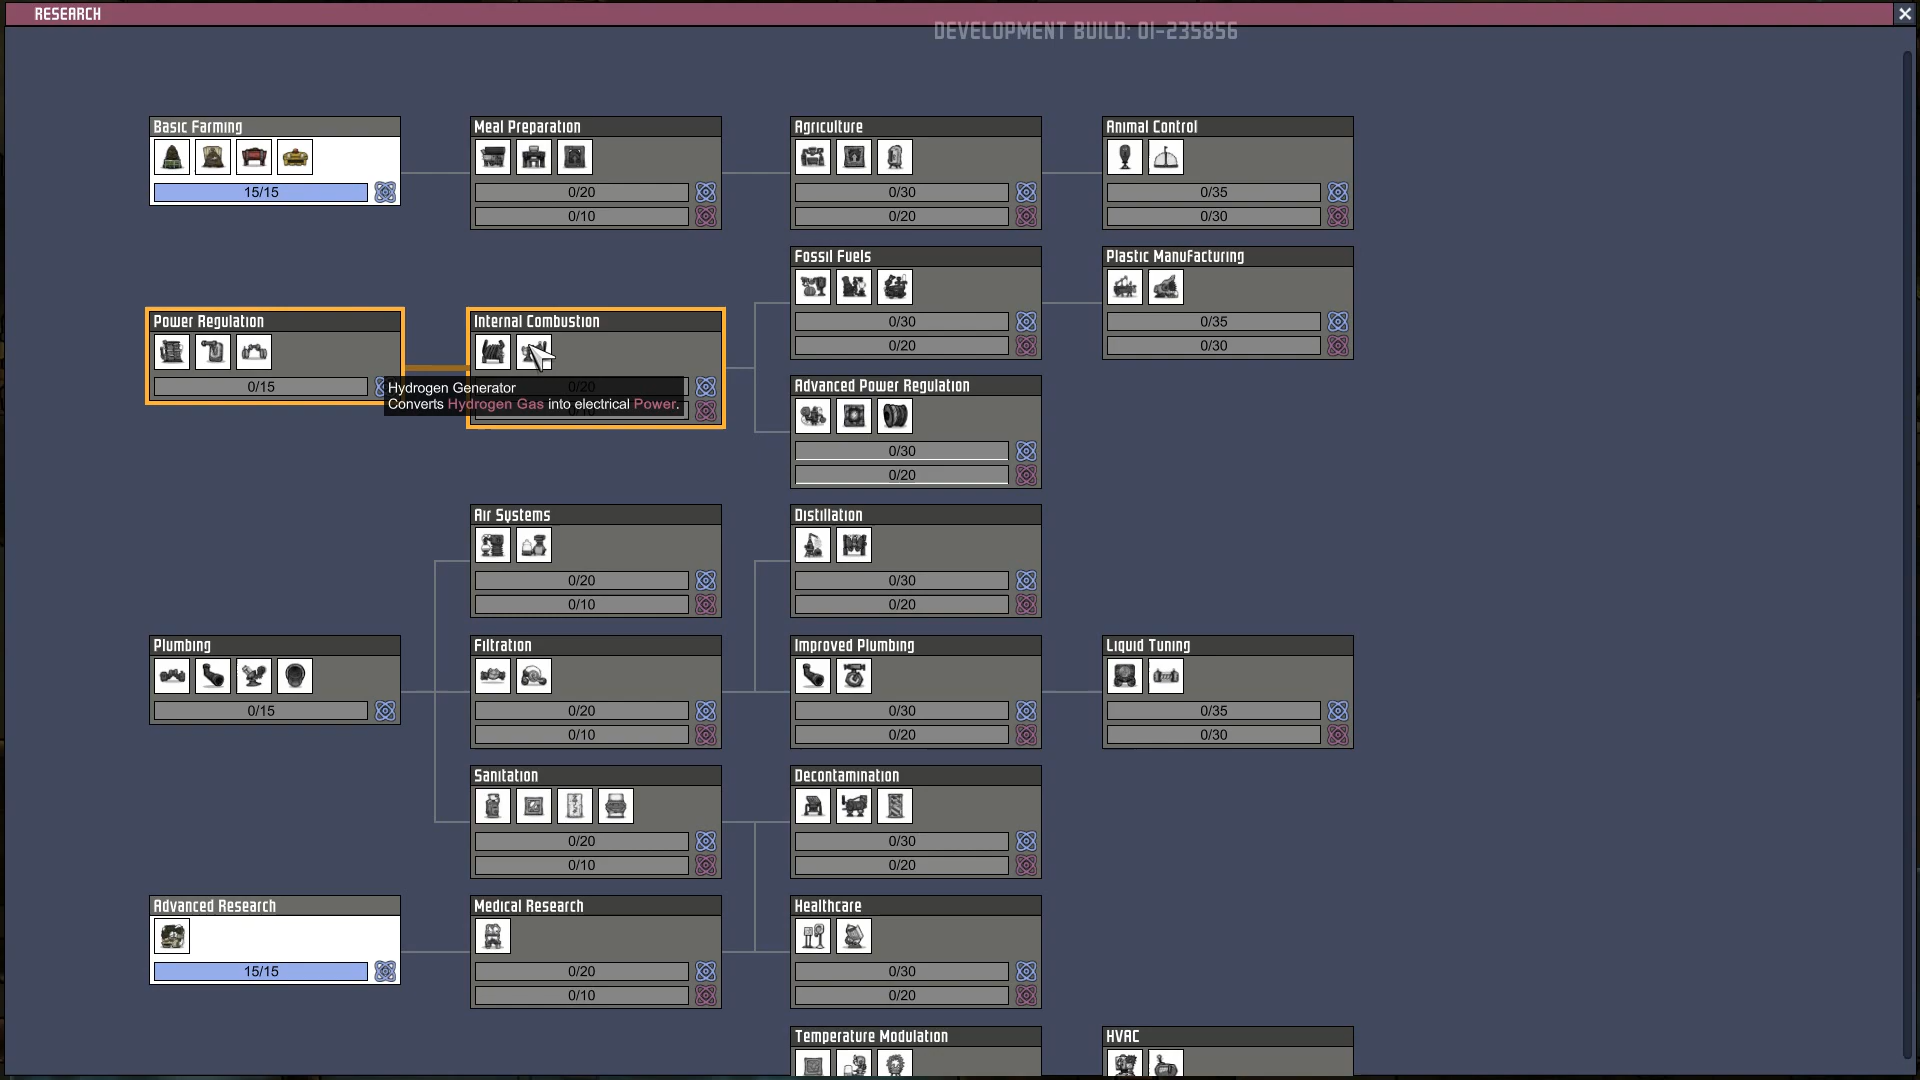 RESEARCH
DEVELOPMENT BUILD: OI-235856
Basic Farming
15/15
Meal Preparation
0/20
0/10
Agriculture
0/30
0/20
Animal Control
0/35
0/30
Fossil Fuels
0/30
0/20
Plastic Manufacturing
0/35
0/30
Power Regulation
0/15
Internal Combustion
0/20
Hydrogen Generator
Converts Hydrogen Gas into electrical Power.
Advanced Power Regulation
0/30
0/20
Air Systems
0/20
0/10
Distillation
0/30
0/20
Plumbing
0/15
Filtration
0/20
0/10
Improved Plumbing
0/30
0/20
Liquid Tuning
0/35
0/30
Sanitation
0/20
0/10
Decontamination
0/30
0/20
Advanced Research
15/15
Medical Research
0/20
0/10
Healthcare
0/30
0/20
Temperature Modulation
HVAC